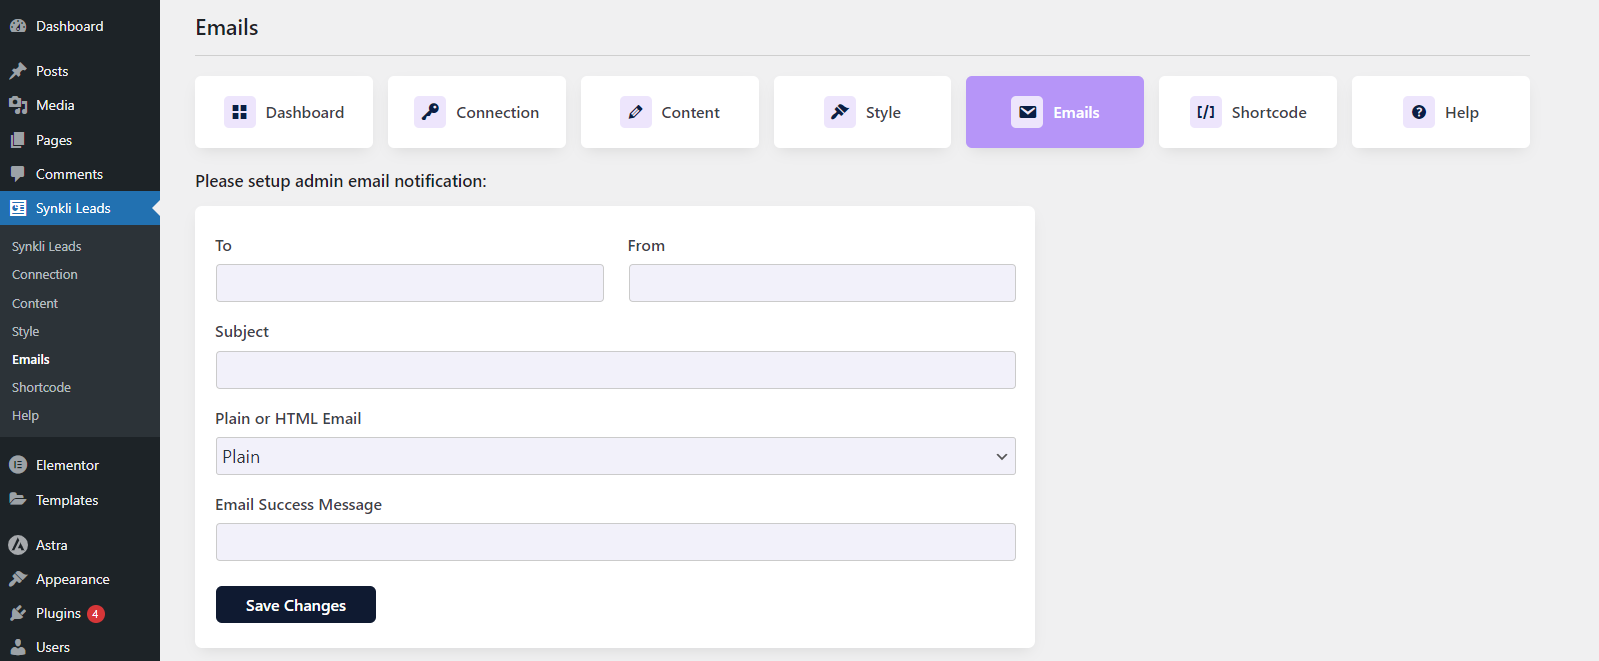 Dashboard
Posts
Media
Pages
Comments
Synkli Leads
Synkli Leads
Connection
Content
Style
Emails
Shortcode
Help
Elementor
Templates
Astra
Appearance
Plugins 4
Users
Emails
Dashboard
Connection
Content
Style
Emails
[/] Shortcode
? Help
Please setup admin email notification:
To
From
Subject
Plain or HTML Email
Plain
Email Success Message
Save Changes